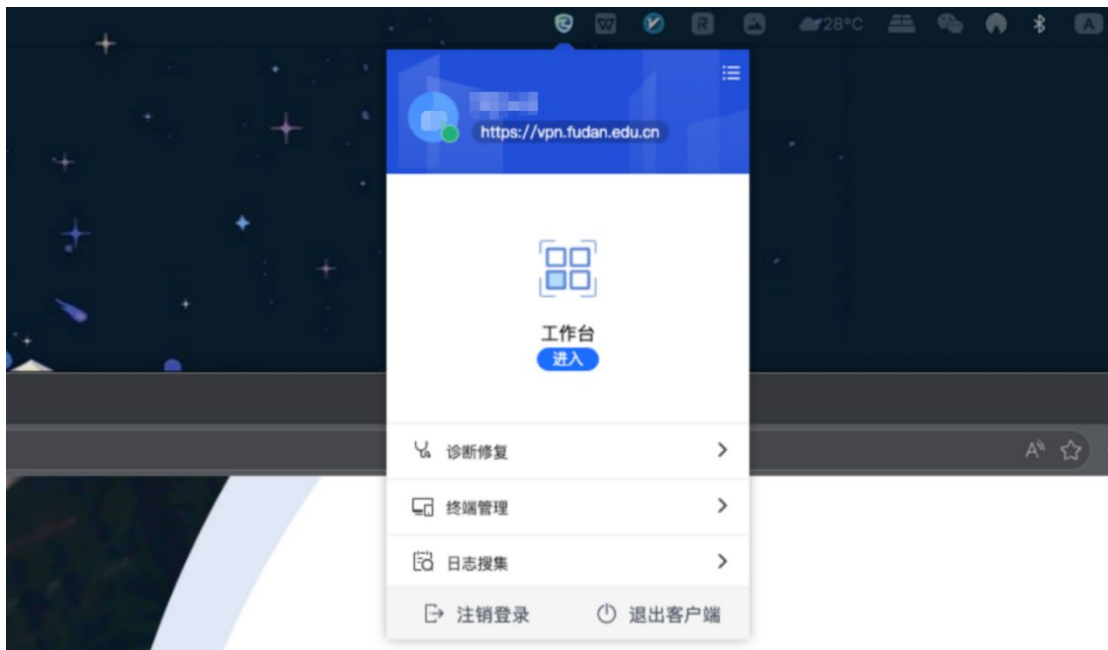 28°C
A
https://vpn.fudan.edu.cn
工作台
进入
诊断修复
终端管理
日志搜集
注销登录
退出客户端